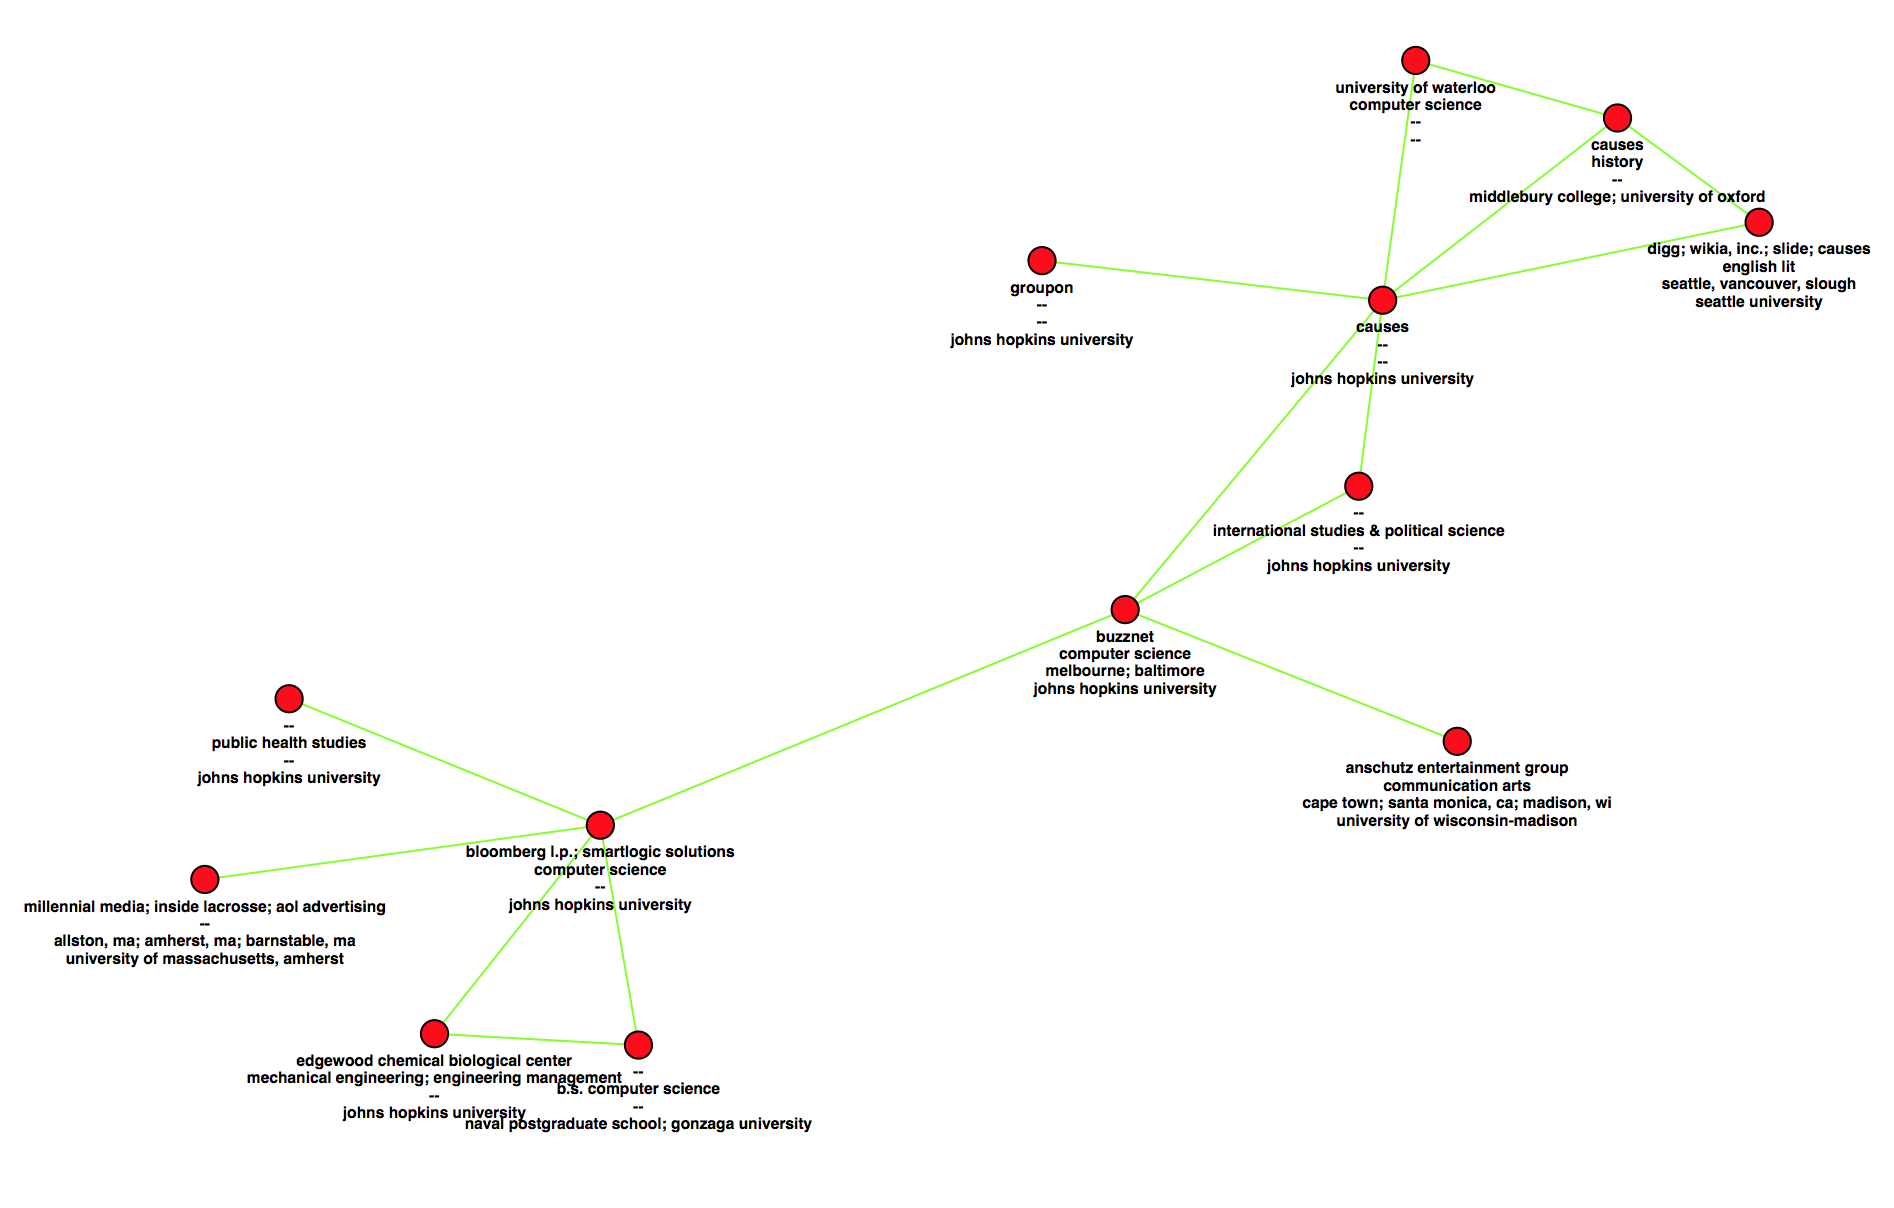 university of waterloo
computer science
--
--
causes
history
--
middlebury college; university of oxford
digg; wikia, inc.; slide; causes
english lit
seattle, vancouver, slough
seattle university
groupon
--
--
johns hopkins university
causes
--
--
johns hopkins university
--
international studies & political science
--
johns hopkins university
buzznet
computer science
melbourne; baltimore
johns hopkins university
--
public health studies
--
johns hopkins university
anschutz entertainment group
communication arts
cape town; santa monica, ca; madison, wi
university of wisconsin-madison
bloomberg l.p.; smartlogic solutions
computer science
--
johns hopkins university
millennial media; inside lacrosse; aol advertising
--
allston, ma; amherst, ma; barnstable, ma
university of massachusetts, amherst
edgewood chemical biological center
mechanical engineering; engineering management
--
johns hopkins university
--
b.s. computer science
--
naval postgraduate school; gonzaga university